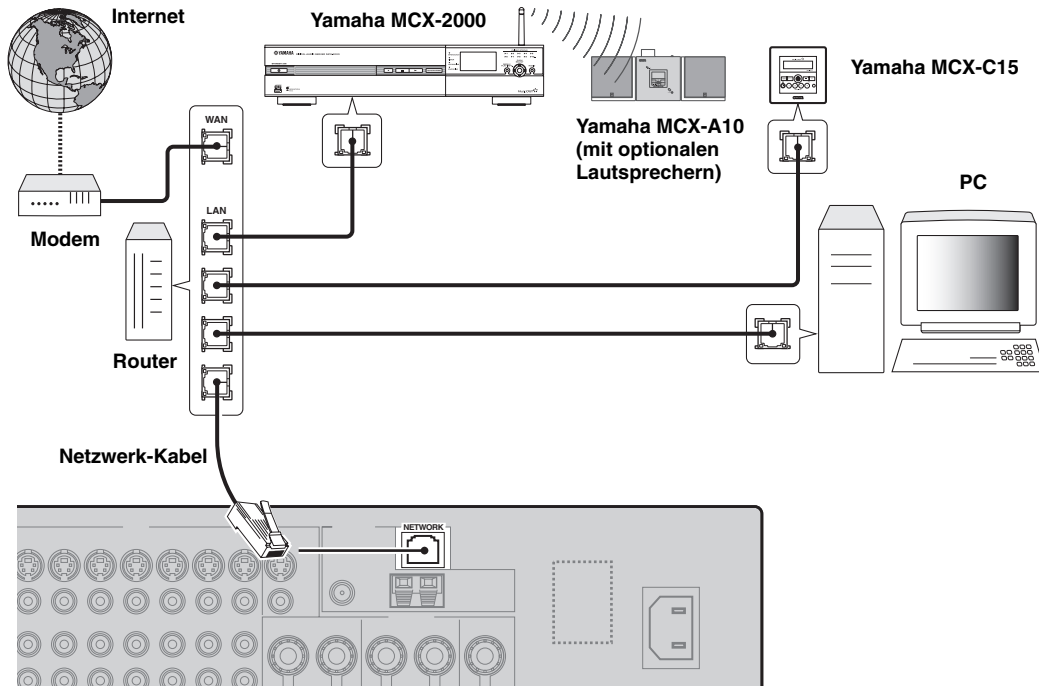 Internet
Yamaha MCX-2000
YAMAHA
Yamaha MCX-C15
Yamaha MCX-A10
(mit optionalen
Lautsprechern)
WAN
PC
LAN
Modem
Router
Netzwerk-Kabel
NETWORK